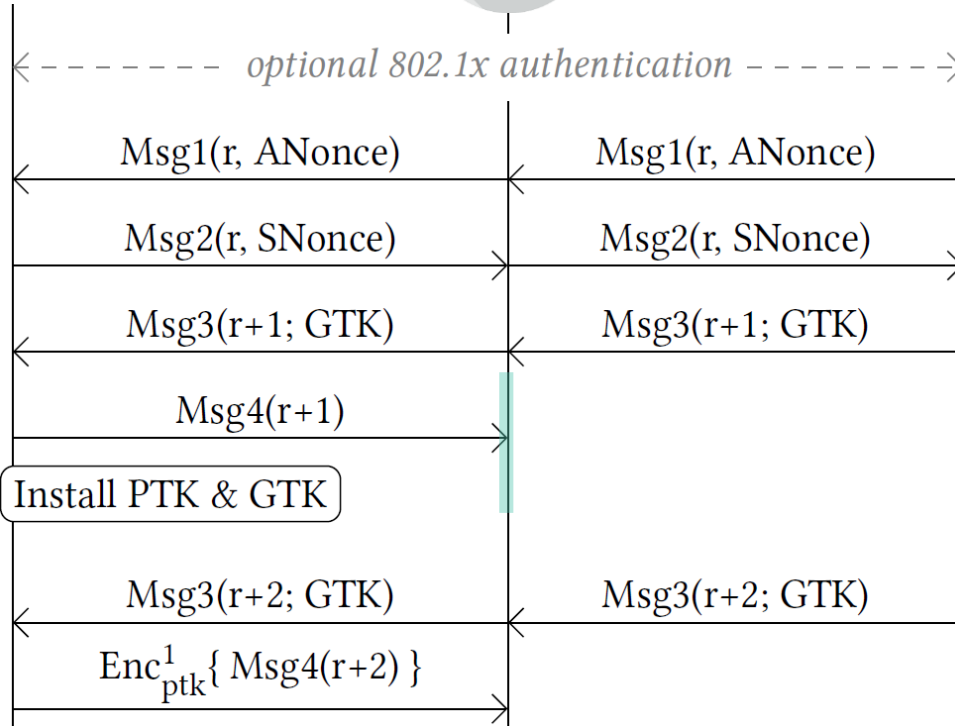 optional 802.1x authentication
Msg1(r, ANonce) Msg1(r, ANonce)
Msg2(r, SNonce) Msg2(r, SNonce)
Msg3(r+1; GTK) Msg3(r+1; GTK)
Msg4(r+1)
Install PTK & GTK
Msg3(r+2; GTK) Msg3(r+2; GTK)
Enc¹ptk{ Msg4(r+2) }